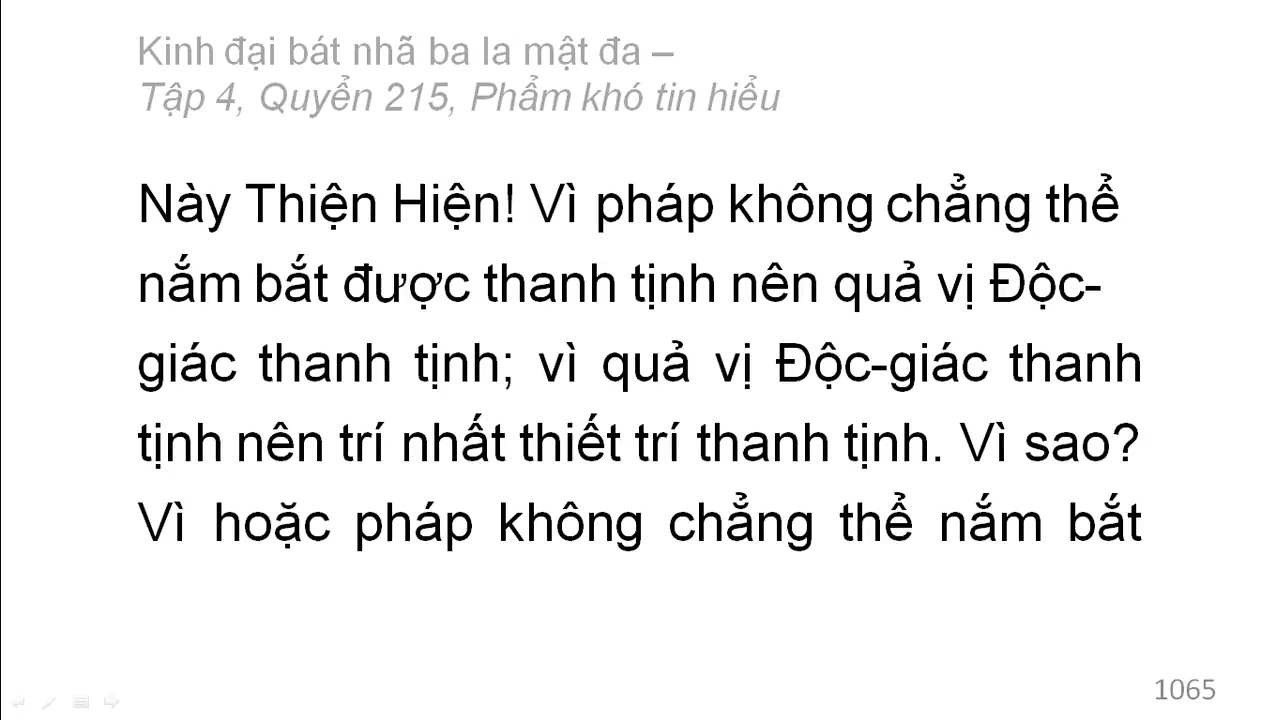 Kinh đại bát nhã ba la mật đa –
Tập 4, Quyển 215, Phẩm khó tin hiểu
Này Thiện Hiện! Vì pháp không chẳng thể
nắm bắt được thanh tịnh nên quả vị Độc-
giác thanh tịnh; vì quả vị Độc-giác thanh
tịnh nên trí nhất thiết trí thanh tịnh. Vì sao?
Vì hoặc pháp không chẳng thể nắm bắt
1065